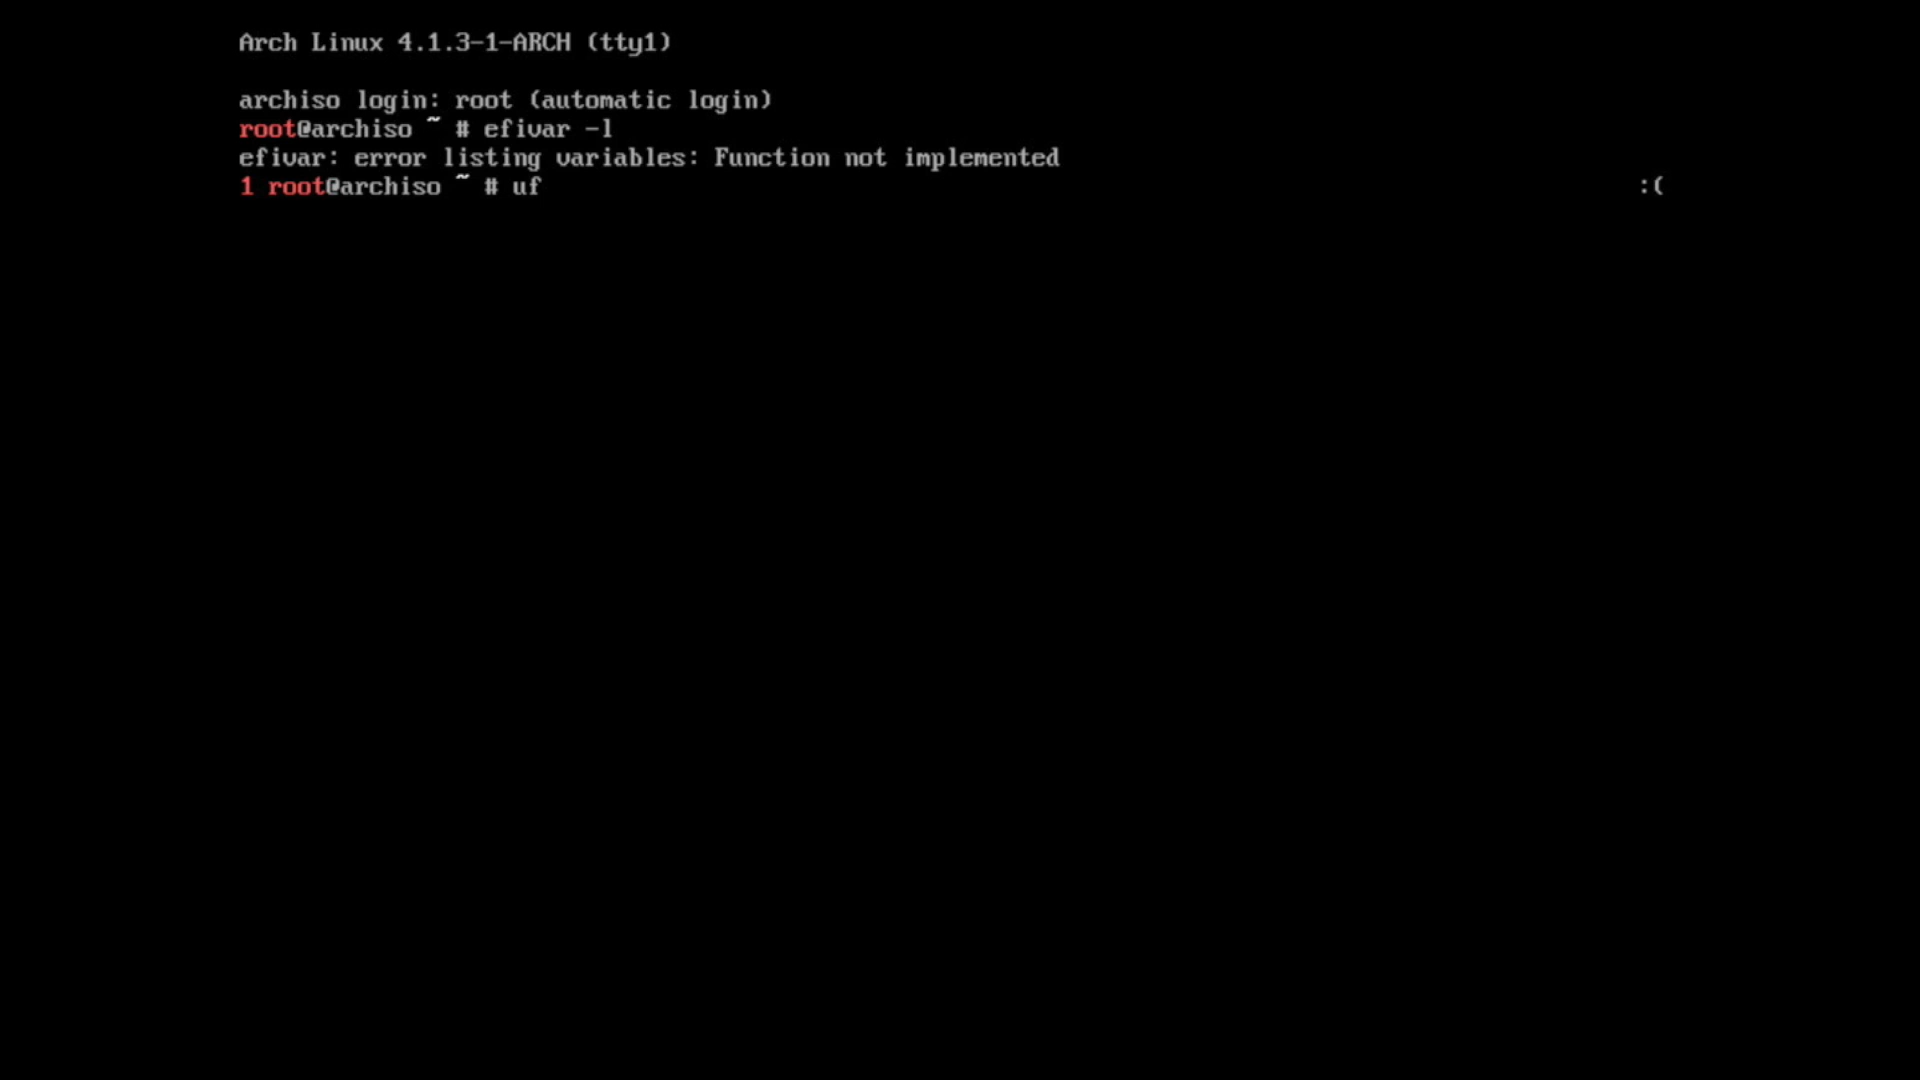 Arch Linux 4.1.3-1-ARCH (tty1)
archiso login: root (automatic login)
root@archiso ~ # efivar -l
efivar: error listing variables: Function not implemented
1 root@archiso ~ # uf :(